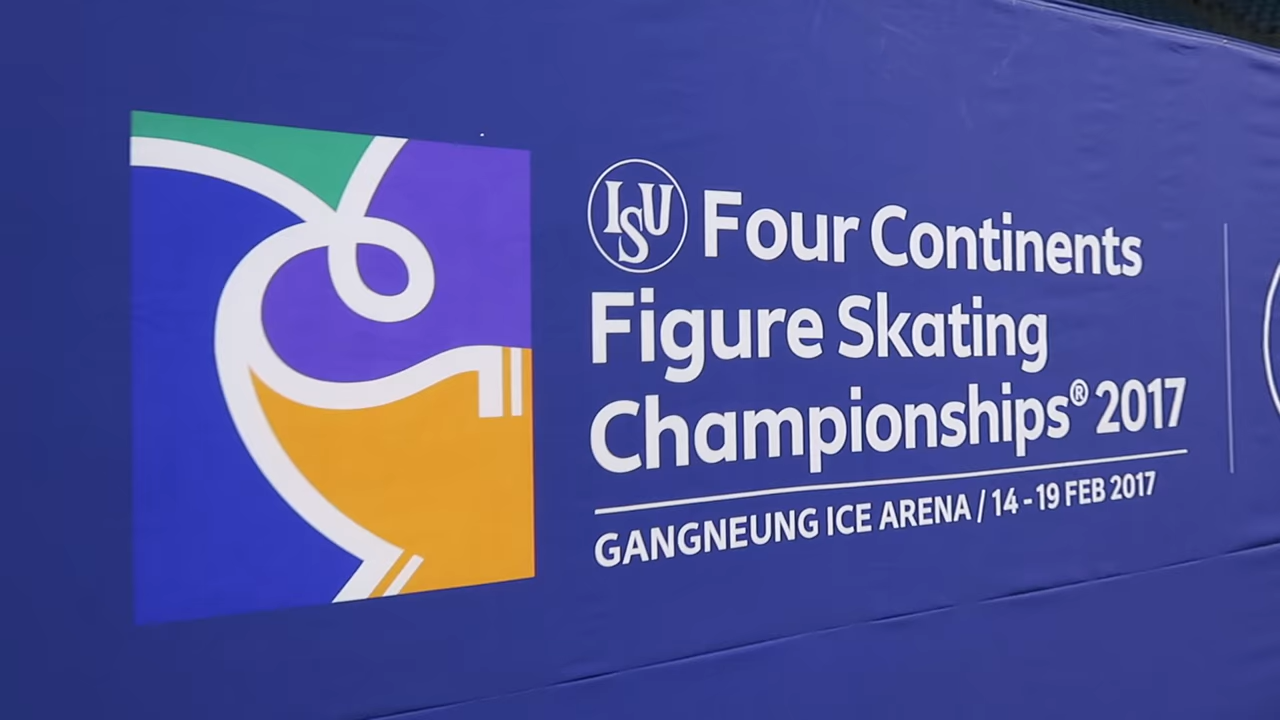 ISU Four Continents
Figure Skating
Championships® 2017
GANGNEUNG ICE ARENA / 14 - 19 FEB 2017